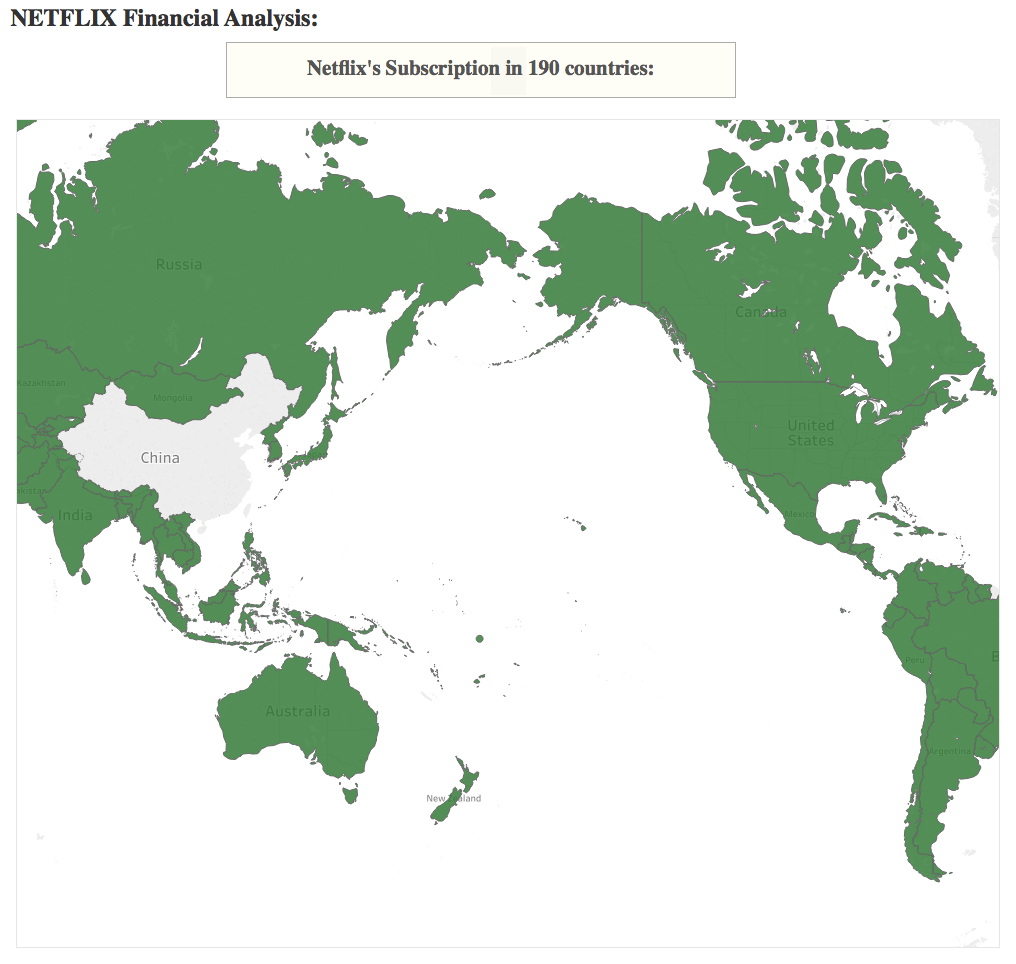 NETFLIX Financial Analysis:
Netflix's Subscription in 190 countries:
Russia
Canada
Kazakhstan
Mongolia
United
States
China
India
Mexico
Peru
Australia
Argentina
New Zealand